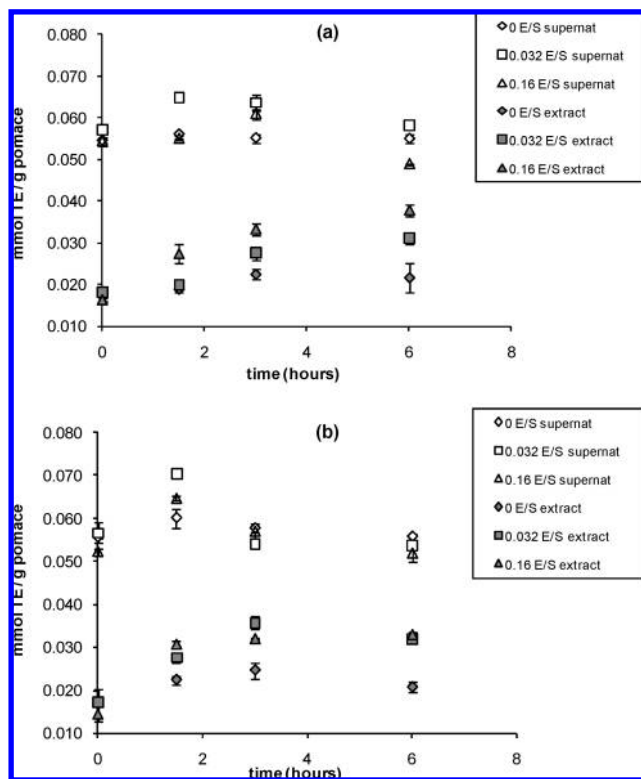 (a)
0 E/S supernat
0.032 E/S supernat
0.16 E/S supernat
0 E/S extract
0.032 E/S extract
0.16 E/S extract
mmol TE / g pomace
0.080
0.070
0.060
0.050
0.040
0.030
0.020
0.010
0
2
4
6
8
time (hours)
(b)
0 E/S supernat
0.032 E/S supernat
0.16 E/S supernat
0 E/S extract
0.032 E/S extract
0.16 E/S extract
mmol TE / g pomace
0.080
0.070
0.060
0.050
0.040
0.030
0.020
0.010
0
2
4
6
8
time (hours)